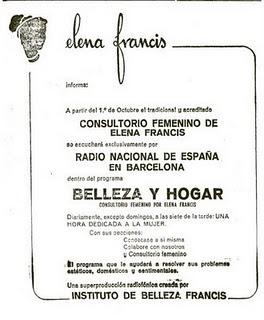 elena francis
informa:
A partir del 1.º de Octubre el tradicional y acreditado
CONSULTORIO FEMENINO DE
ELENA FRANCIS
se escuchará exclusivamente por
RADIO NACIONAL DE ESPAÑA
EN BARCELONA
dentro del programa
BELLEZA Y HOGAR
CONSULTORIO FEMENINO POR ELENA FRANCIS
Diariamente, excepto domingos, a las siete de la tarde: UNA
HORA DEDICADA A LA MUJER.
Con sus secciones:
Conózcase a sí misma
Colabore con nosotros
y Consultorio femenino
El programa que le ayudará a resolver sus problemas
estéticos, domésticos y sentimentales.
Una superproducción radiofónica creada por
INSTITUTO DE BELLEZA FRANCIS